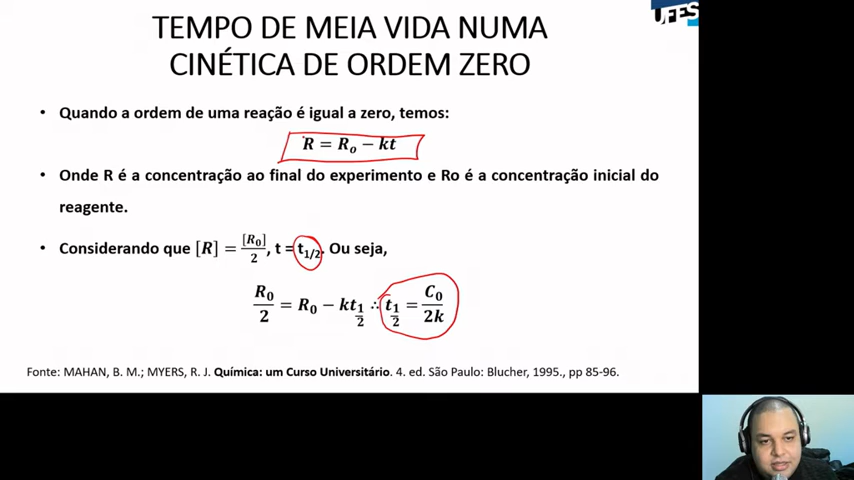 TEMPO DE MEIA VIDA NUMA
CINÉTICA DE ORDEM ZERO
UFES
• Quando a ordem de uma reação é igual a zero, temos:
R = Rₒ − kt
• Onde R é a concentração ao final do experimento e Ro é a concentração inicial do
reagente.
• Considerando que [R] = [R₀]/2, t = t₁/₂. Ou seja,
R₀/2 = R₀ − kt₁/₂ ∴ t₁/₂ = C₀/2k
Fonte: MAHAN, B. M.; MYERS, R. J. Química: um Curso Universitário. 4. ed. São Paulo: Blucher, 1995., pp 85-96.